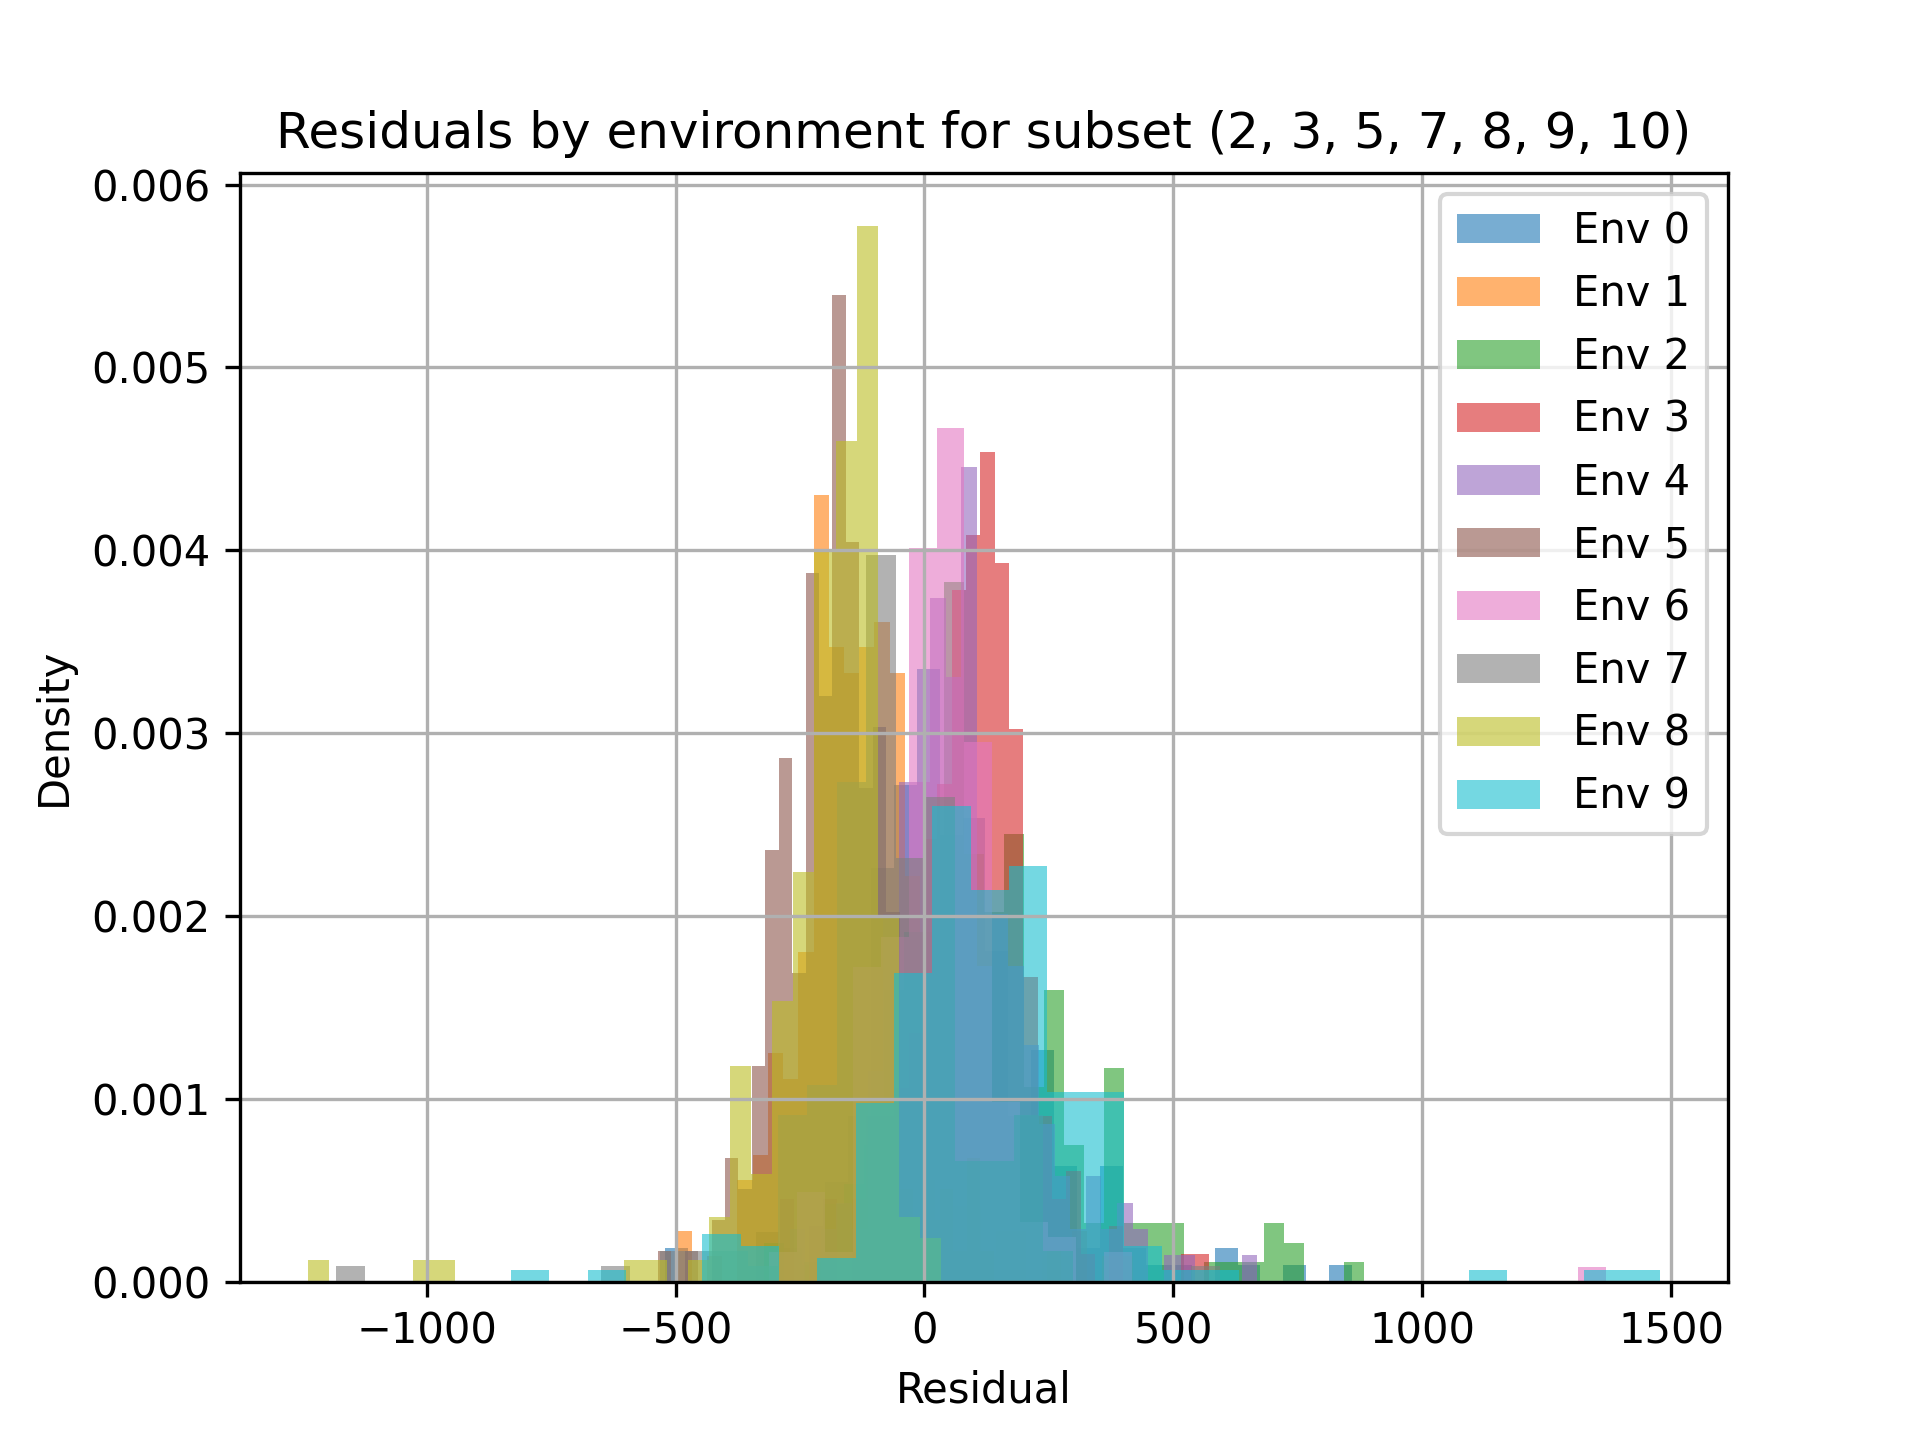 Residuals by environment for subset (2, 3, 5, 7, 8, 9, 10)
0.006
0.005
0.004
0.003
0.002
0.001
0.000
Density
−1000
−500
0
500
1000
1500
Residual
Env 0
Env 1
Env 2
Env 3
Env 4
Env 5
Env 6
Env 7
Env 8
Env 9